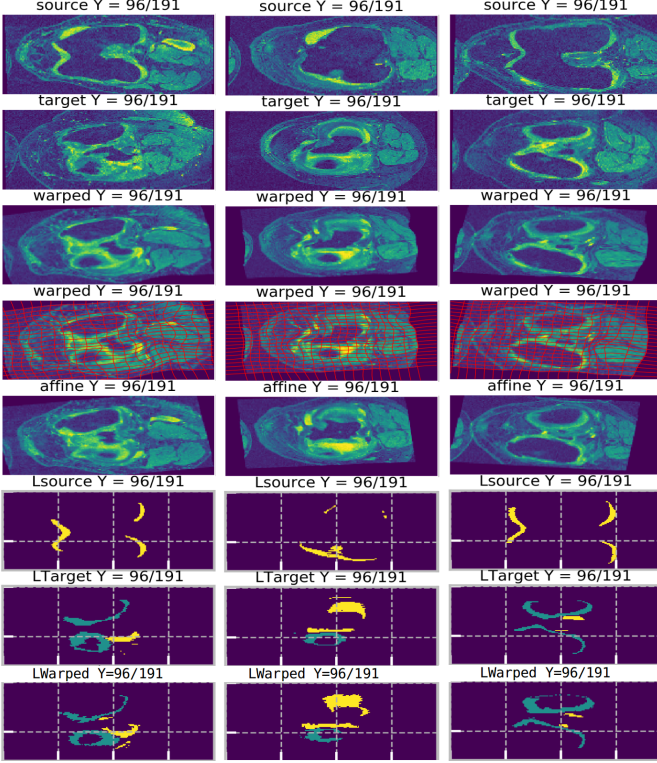 source Y = 96/191 source Y = 96/191 source Y = 96/191
target Y = 96/191 target Y = 96/191 target Y = 96/191
warped Y = 96/191 warped Y = 96/191 warped Y = 96/191
warped Y = 96/191 warped Y = 96/191 warped Y = 96/191
affine Y = 96/191 affine Y = 96/191 affine Y = 96/191
Lsource Y = 96/191 Lsource Y = 96/191 Lsource Y = 96/191
LTarget Y = 96/191 LTarget Y = 96/191 LTarget Y = 96/191
LWarped Y=96/191 LWarped Y=96/191 LWarped Y=96/191